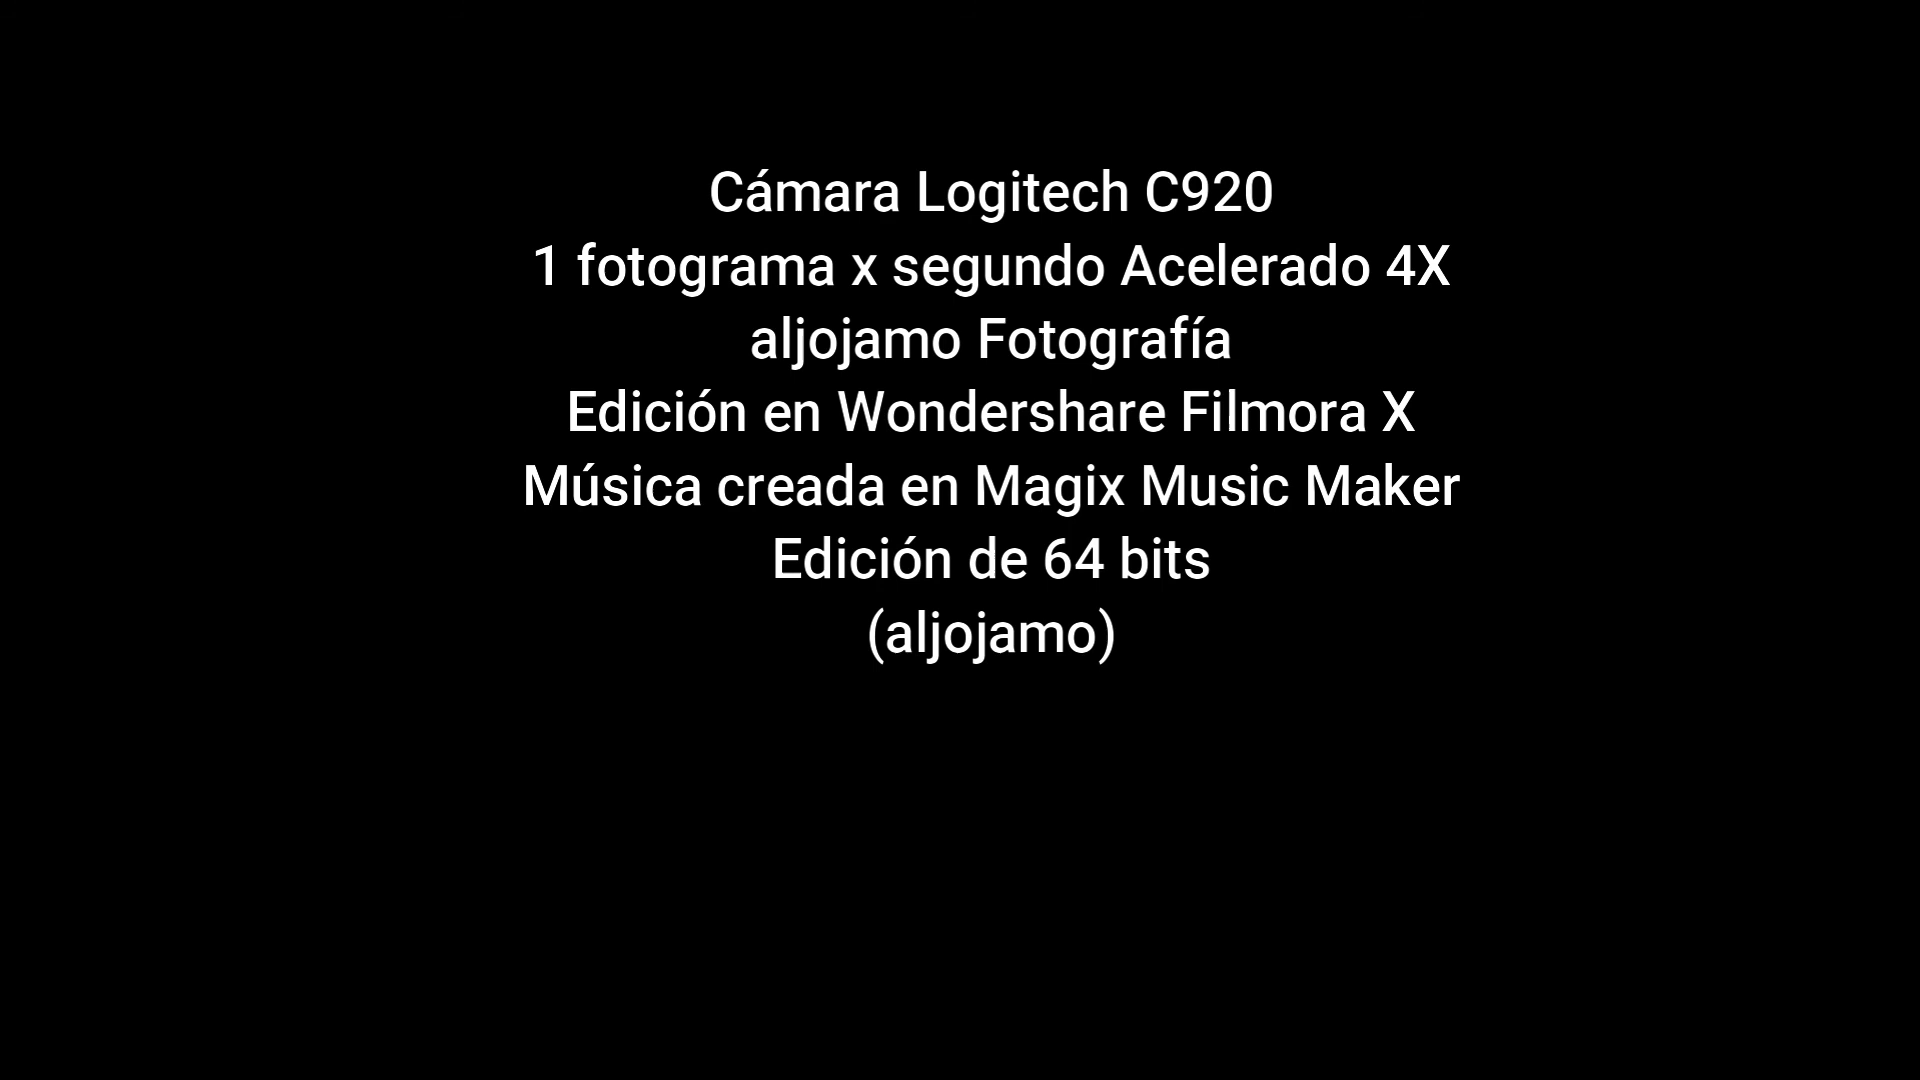 Cámara Logitech C920
1 fotograma x segundo Acelerado 4X
aljojamo Fotografía
Edición en Wondershare Filmora X
Música creada en Magix Music Maker
Edición de 64 bits
(aljojamo)